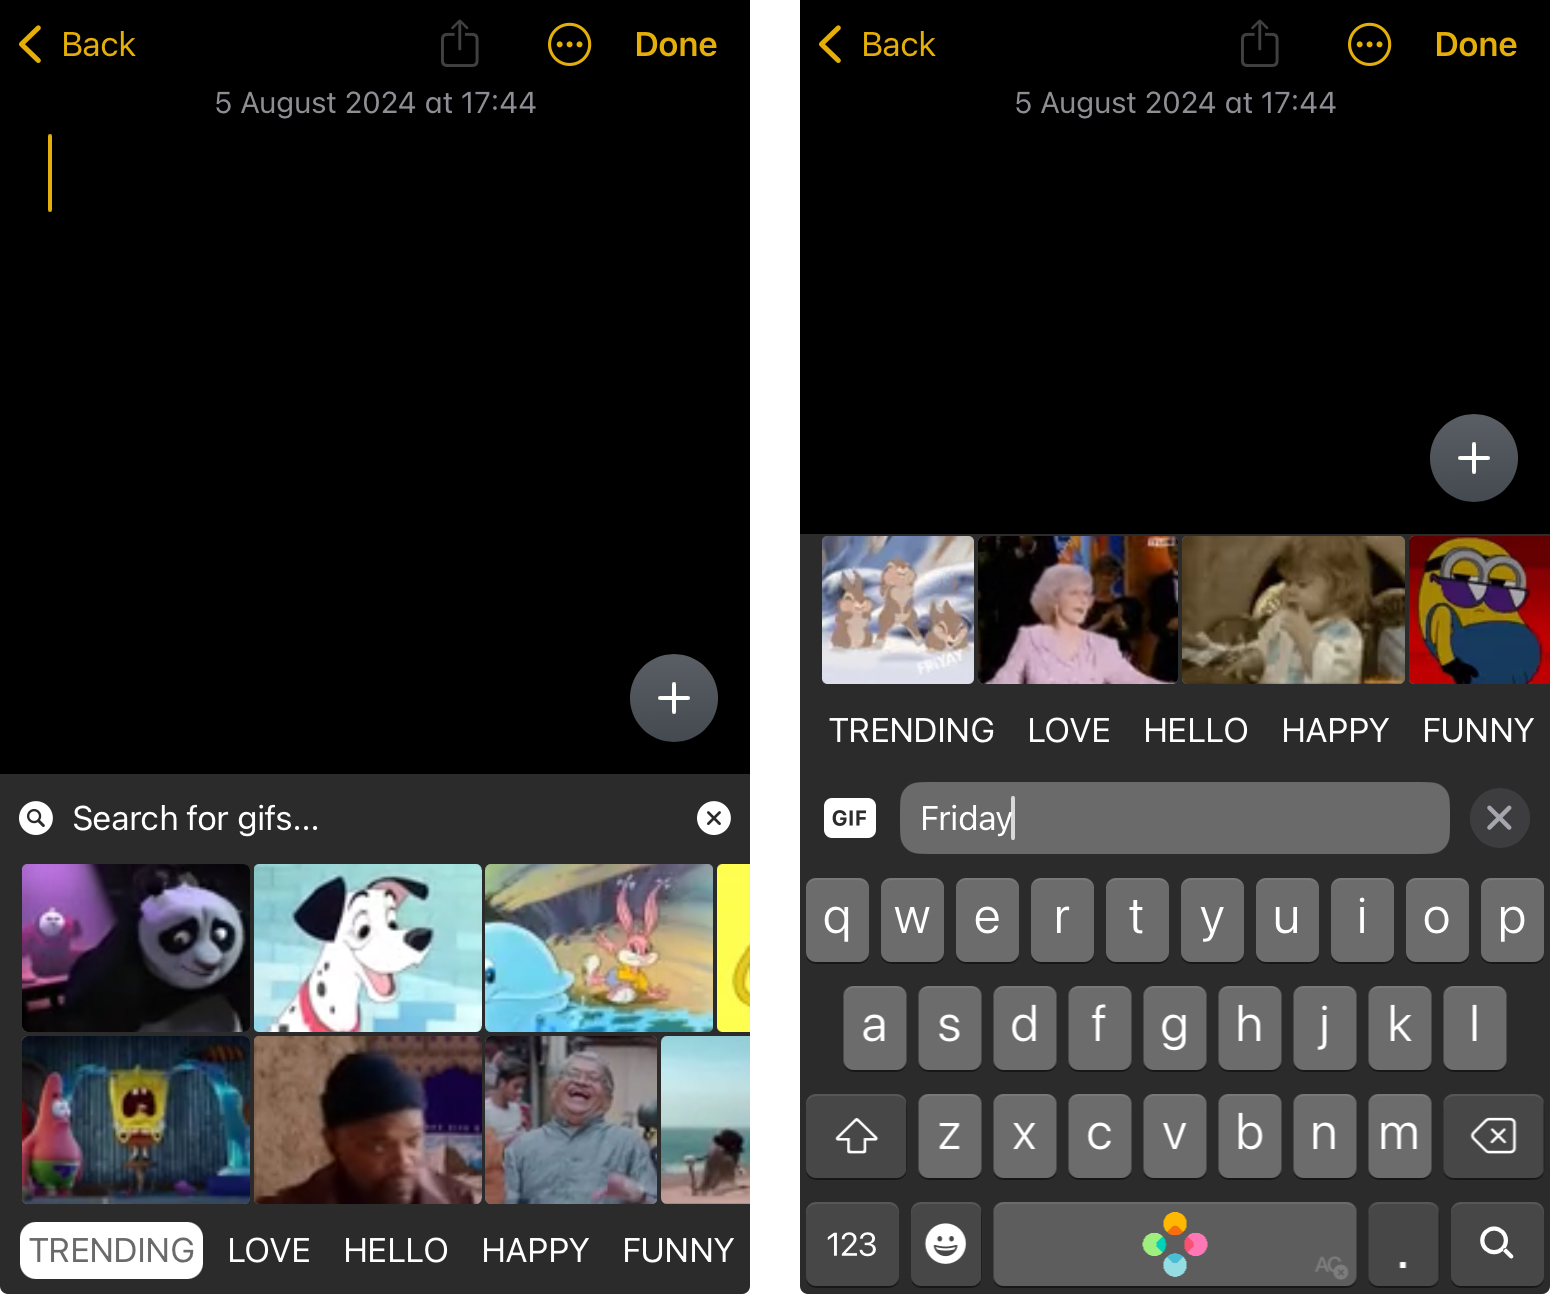 Back Done
5 August 2024 at 17:44
Search for gifs...
TRENDING LOVE HELLO HAPPY FUNNY
Back Done
5 August 2024 at 17:44
FRIYAY
TRENDING LOVE HELLO HAPPY FUNNY
GIF Friday
q w e r t y u i o p
a s d f g h j k l
z x c v b n m
123 .
AC